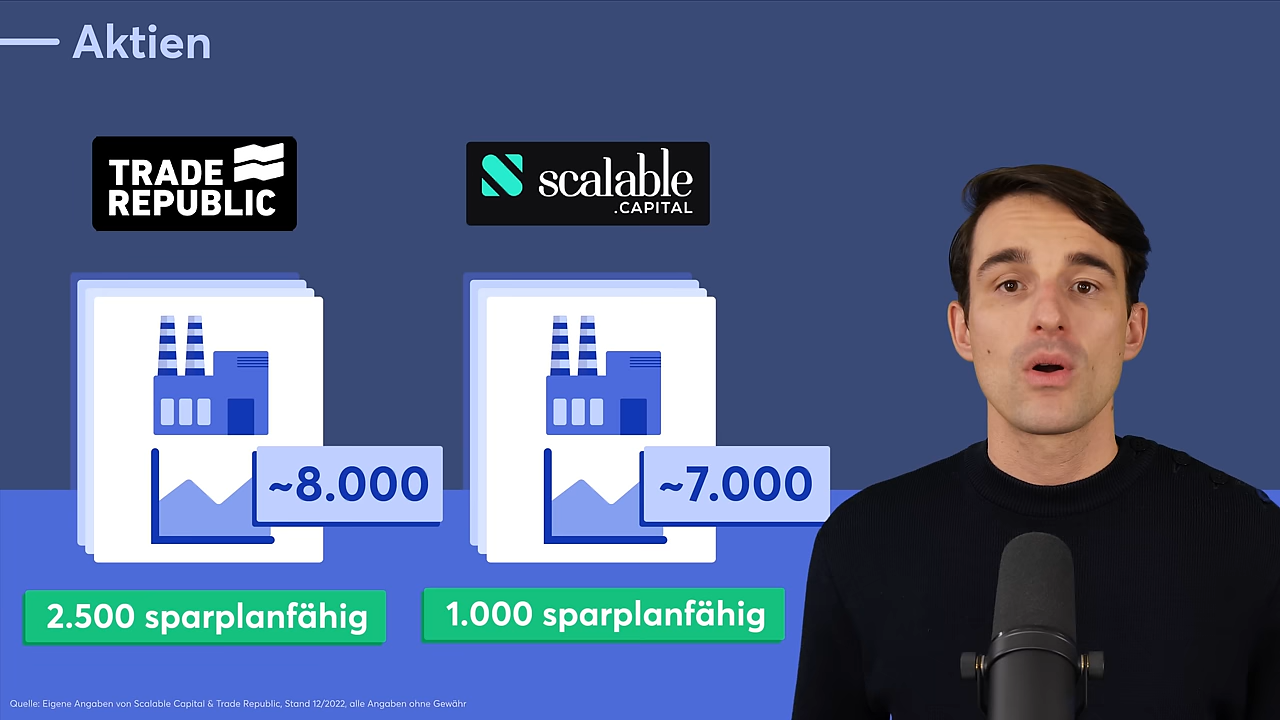 Aktien
TRADE
REPUBLIC
scalable
.CAPITAL
~8.000
~7.000
2.500 sparplanfähig
1.000 sparplanfähig
Quelle: Eigene Angaben von Scalable Capital & Trade Republic, Stand 12/2022, alle Angaben ohne Gewähr